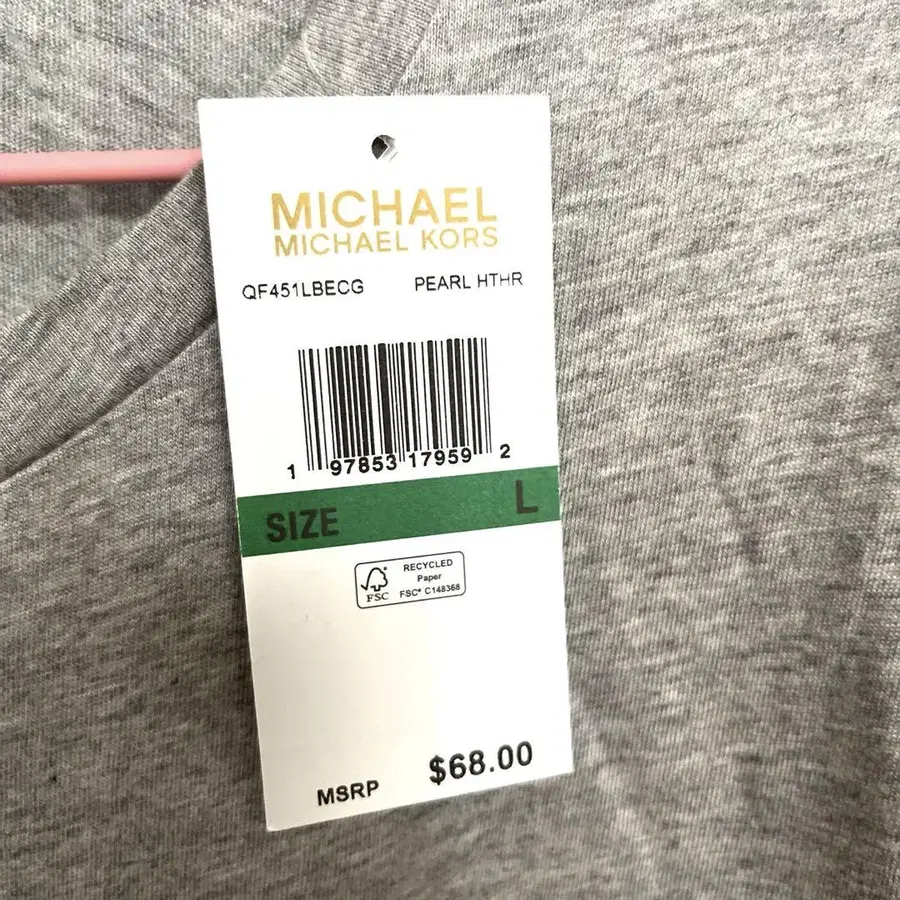 MICHAEL
MICHAEL KORS
QF451LBECG PEARL HTHR
1 97853 17959 2
SIZE L
RECYCLED
Paper
FSC® C148368
FSC
MSRP $68.00